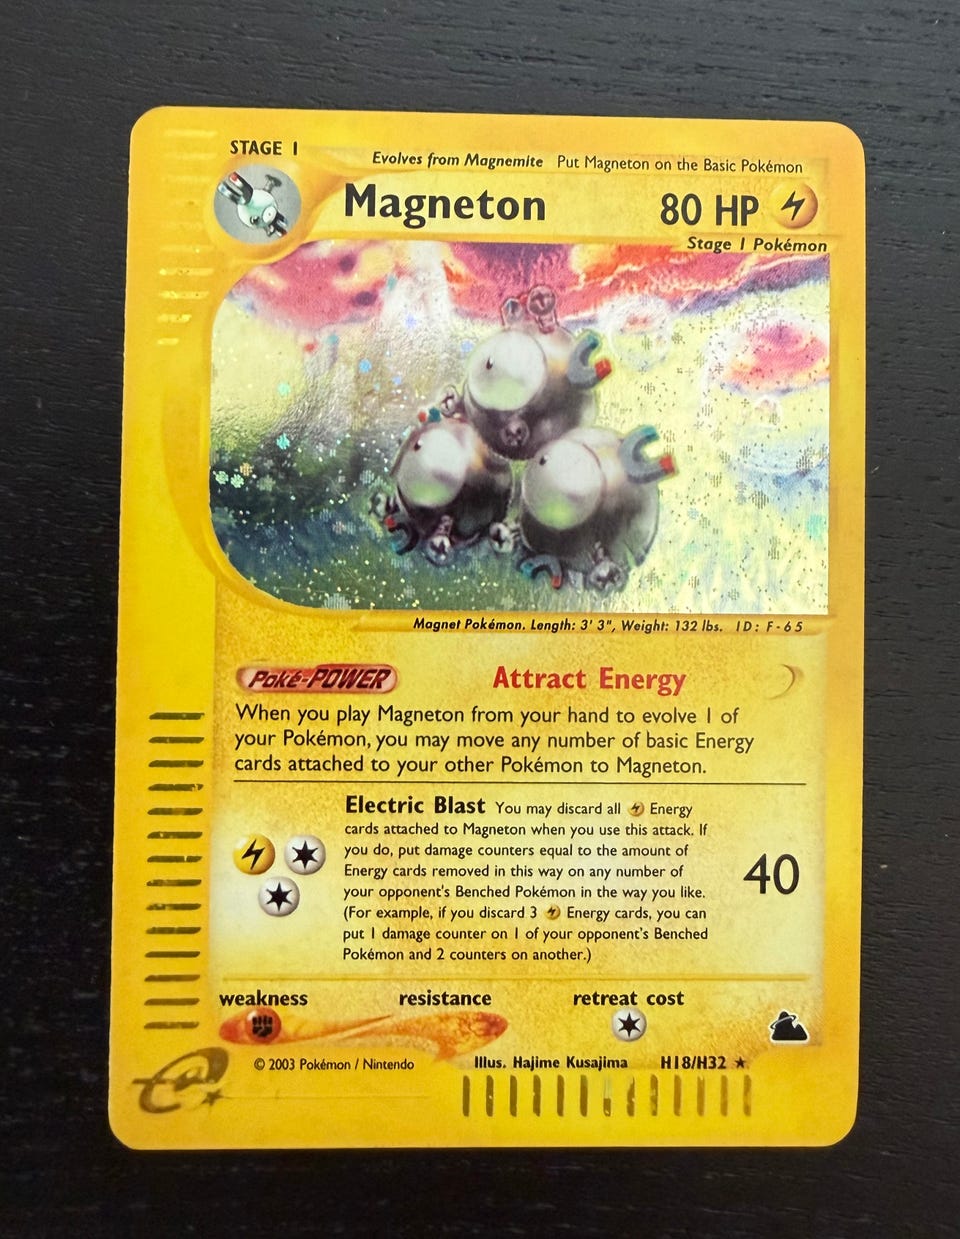 STAGE 1
Evolves from Magnemite Put Magneton on the Basic Pokémon
Magneton 80 HP
Stage 1 Pokémon
Magnet Pokémon. Length: 3' 3", Weight: 132 lbs. ID: F-65
Poké-POWER Attract Energy
When you play Magneton from your hand to evolve 1 of
your Pokémon, you may move any number of basic Energy
cards attached to your other Pokémon to Magneton.
Electric Blast You may discard all Energy
cards attached to Magneton when you use this attack. If
you do, put damage counters equal to the amount of
Energy cards removed in this way on any number of
your opponent's Benched Pokémon in the way you like.
(For example, if you discard 3 Energy cards, you can
put 1 damage counter on 1 of your opponent's Benched
Pokémon and 2 counters on another.)
40
weakness resistance retreat cost
© 2003 Pokémon / Nintendo Illus. Hajime Kusajima H18/H32 ★
e